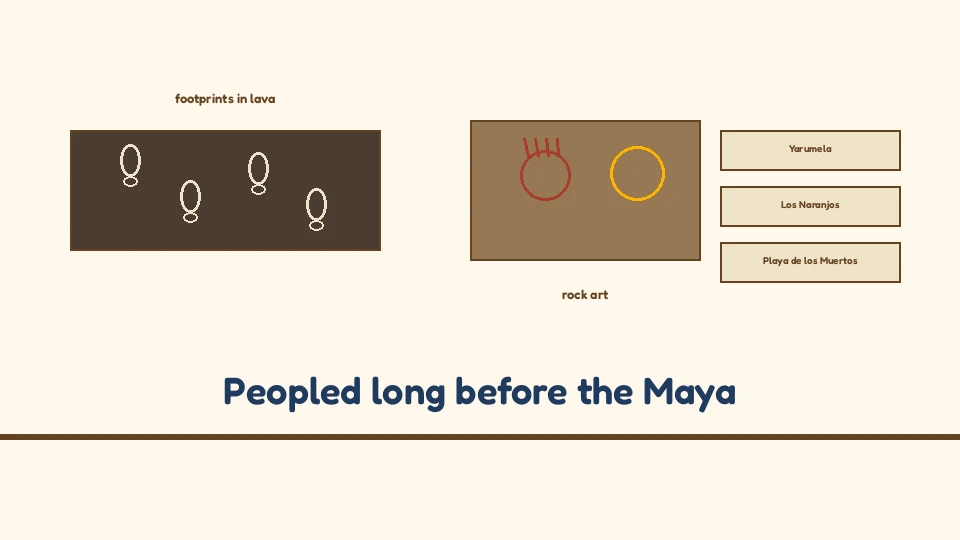 footprints in lava
Yarumela
Los Naranjos
Playa de los Muertos
rock art
Peopled long before the Maya